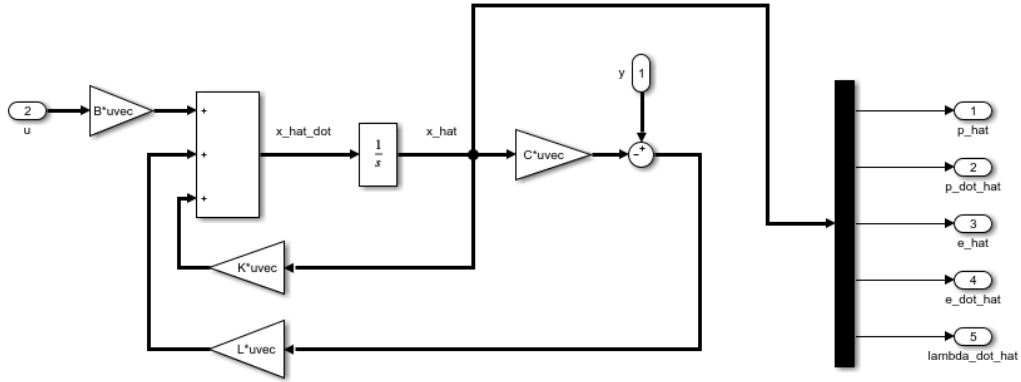 2
u
B*uvec
+
+
+
x_hat_dot
1
s
x_hat
C*uvec
y
1
+
−
K*uvec
L*uvec
1
p_hat
2
p_dot_hat
3
e_hat
4
e_dot_hat
5
lambda_dot_hat